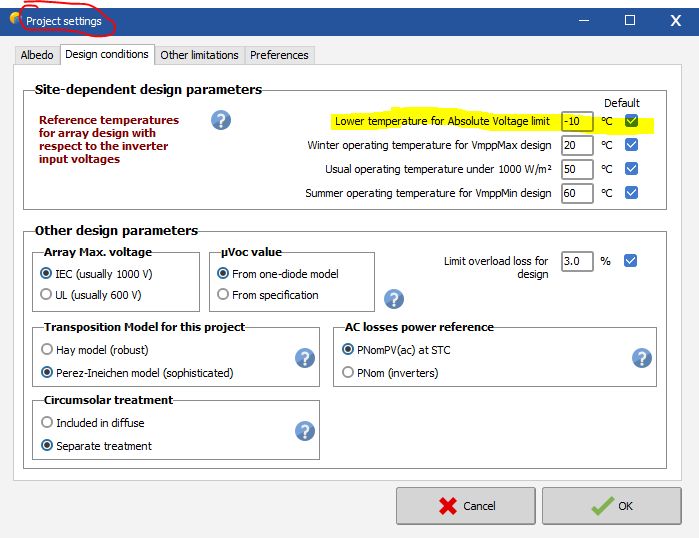 Project settings
Albedo
Design conditions
Other limitations
Preferences
Site-dependent design parameters
Default
Reference temperatures
for array design with
respect to the inverter
input voltages
?
Lower temperature for Absolute Voltage limit -10 °C
Winter operating temperature for VmppMax design 20 °C
Usual operating temperature under 1000 W/m² 50 °C
Summer operating temperature for VmppMin design 60 °C
Other design parameters
Array Max. voltage
IEC (usually 1000 V)
UL (usually 600 V)
µVoc value
From one-diode model
From specification
?
Limit overload loss for
design
3.0 %
Transposition Model for this project
Hay model (robust)
Perez-Ineichen model (sophisticated)
?
AC losses power reference
PNomPV(ac) at STC
PNom (inverters)
?
Circumsolar treatment
Included in diffuse
Separate treatment
?
Cancel
OK